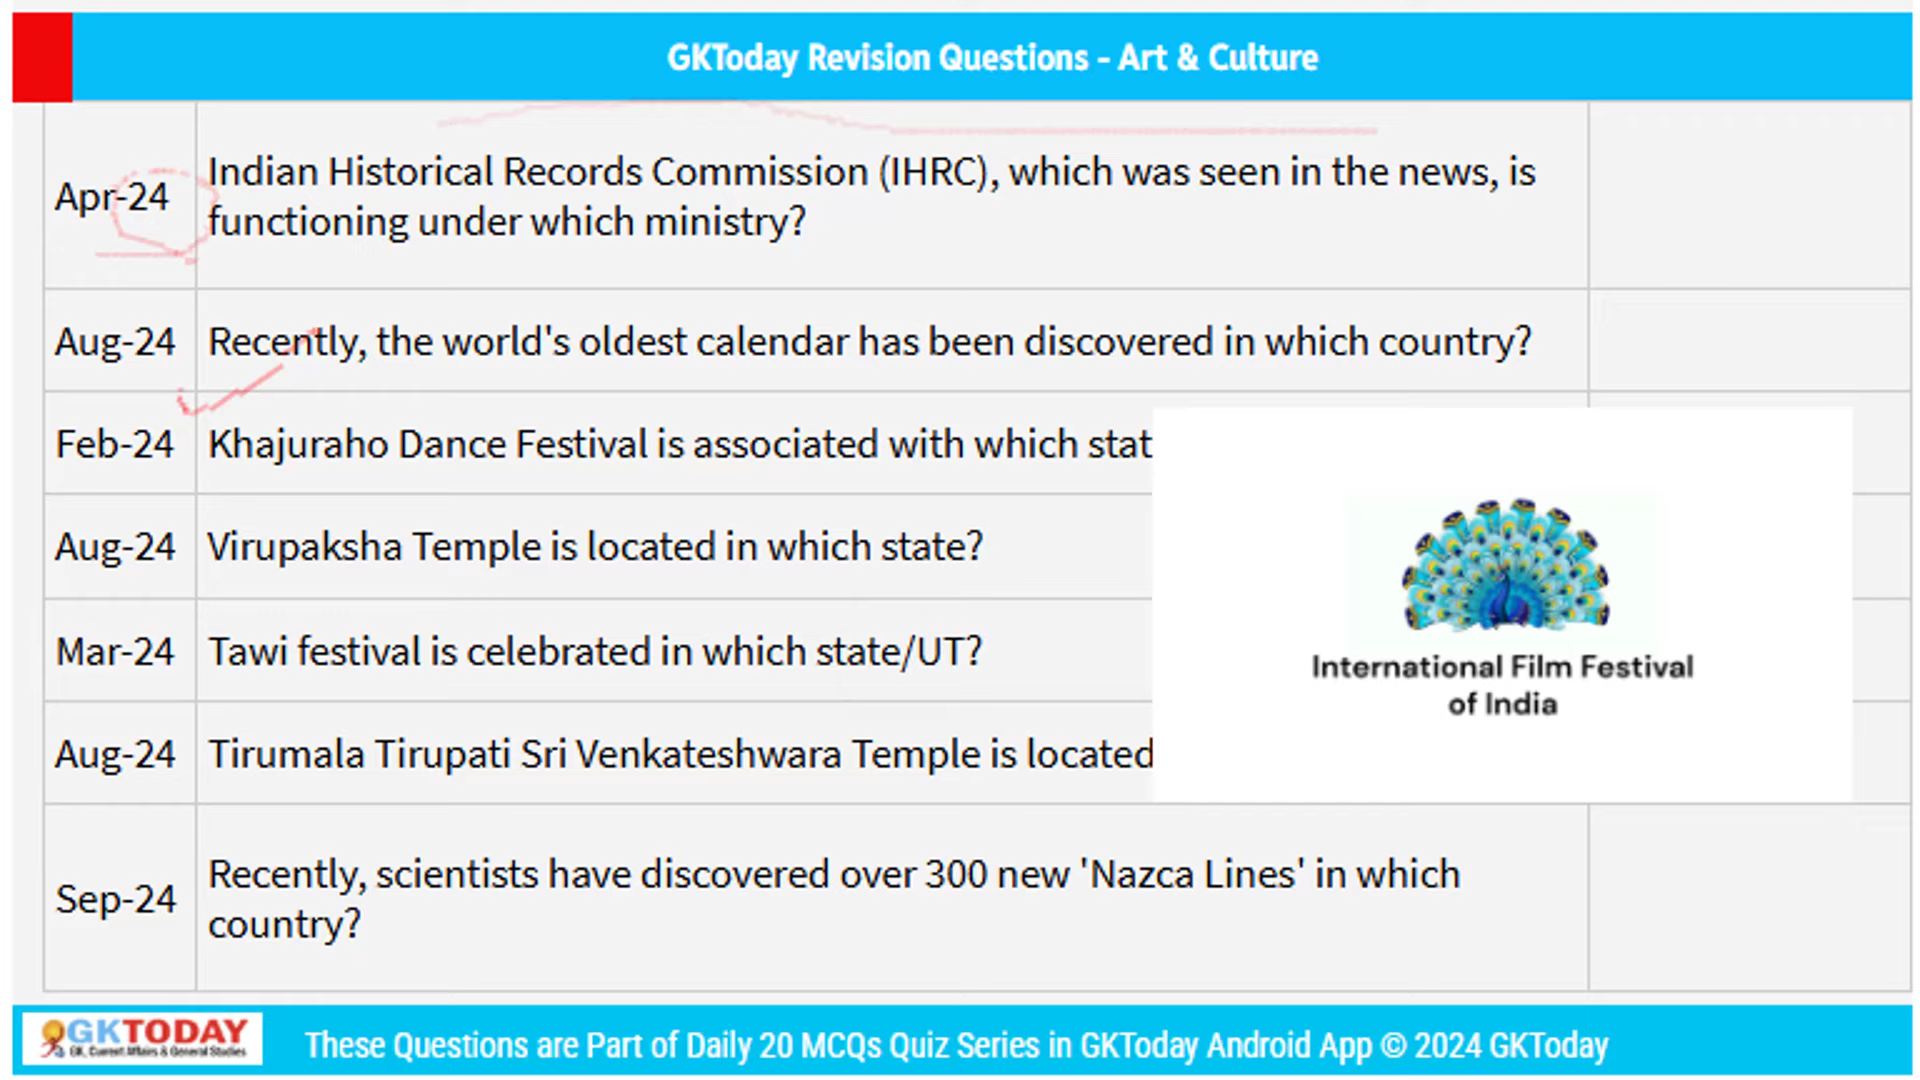 GKToday Revision Questions - Art & Culture
Apr-24
Indian Historical Records Commission (IHRC), which was seen in the news, is
functioning under which ministry?
Aug-24
Recently, the world's oldest calendar has been discovered in which country?
Feb-24
Khajuraho Dance Festival is associated with which stat
Aug-24
Virupaksha Temple is located in which state?
Mar-24
Tawi festival is celebrated in which state/UT?
Aug-24
Tirumala Tirupati Sri Venkateshwara Temple is located
International Film Festival
of India
Sep-24
Recently, scientists have discovered over 300 new 'Nazca Lines' in which
country?
GKTODAY
GK, Current Affairs & General Studies
These Questions are Part of Daily 20 MCQs Quiz Series in GKToday Android App © 2024 GKToday